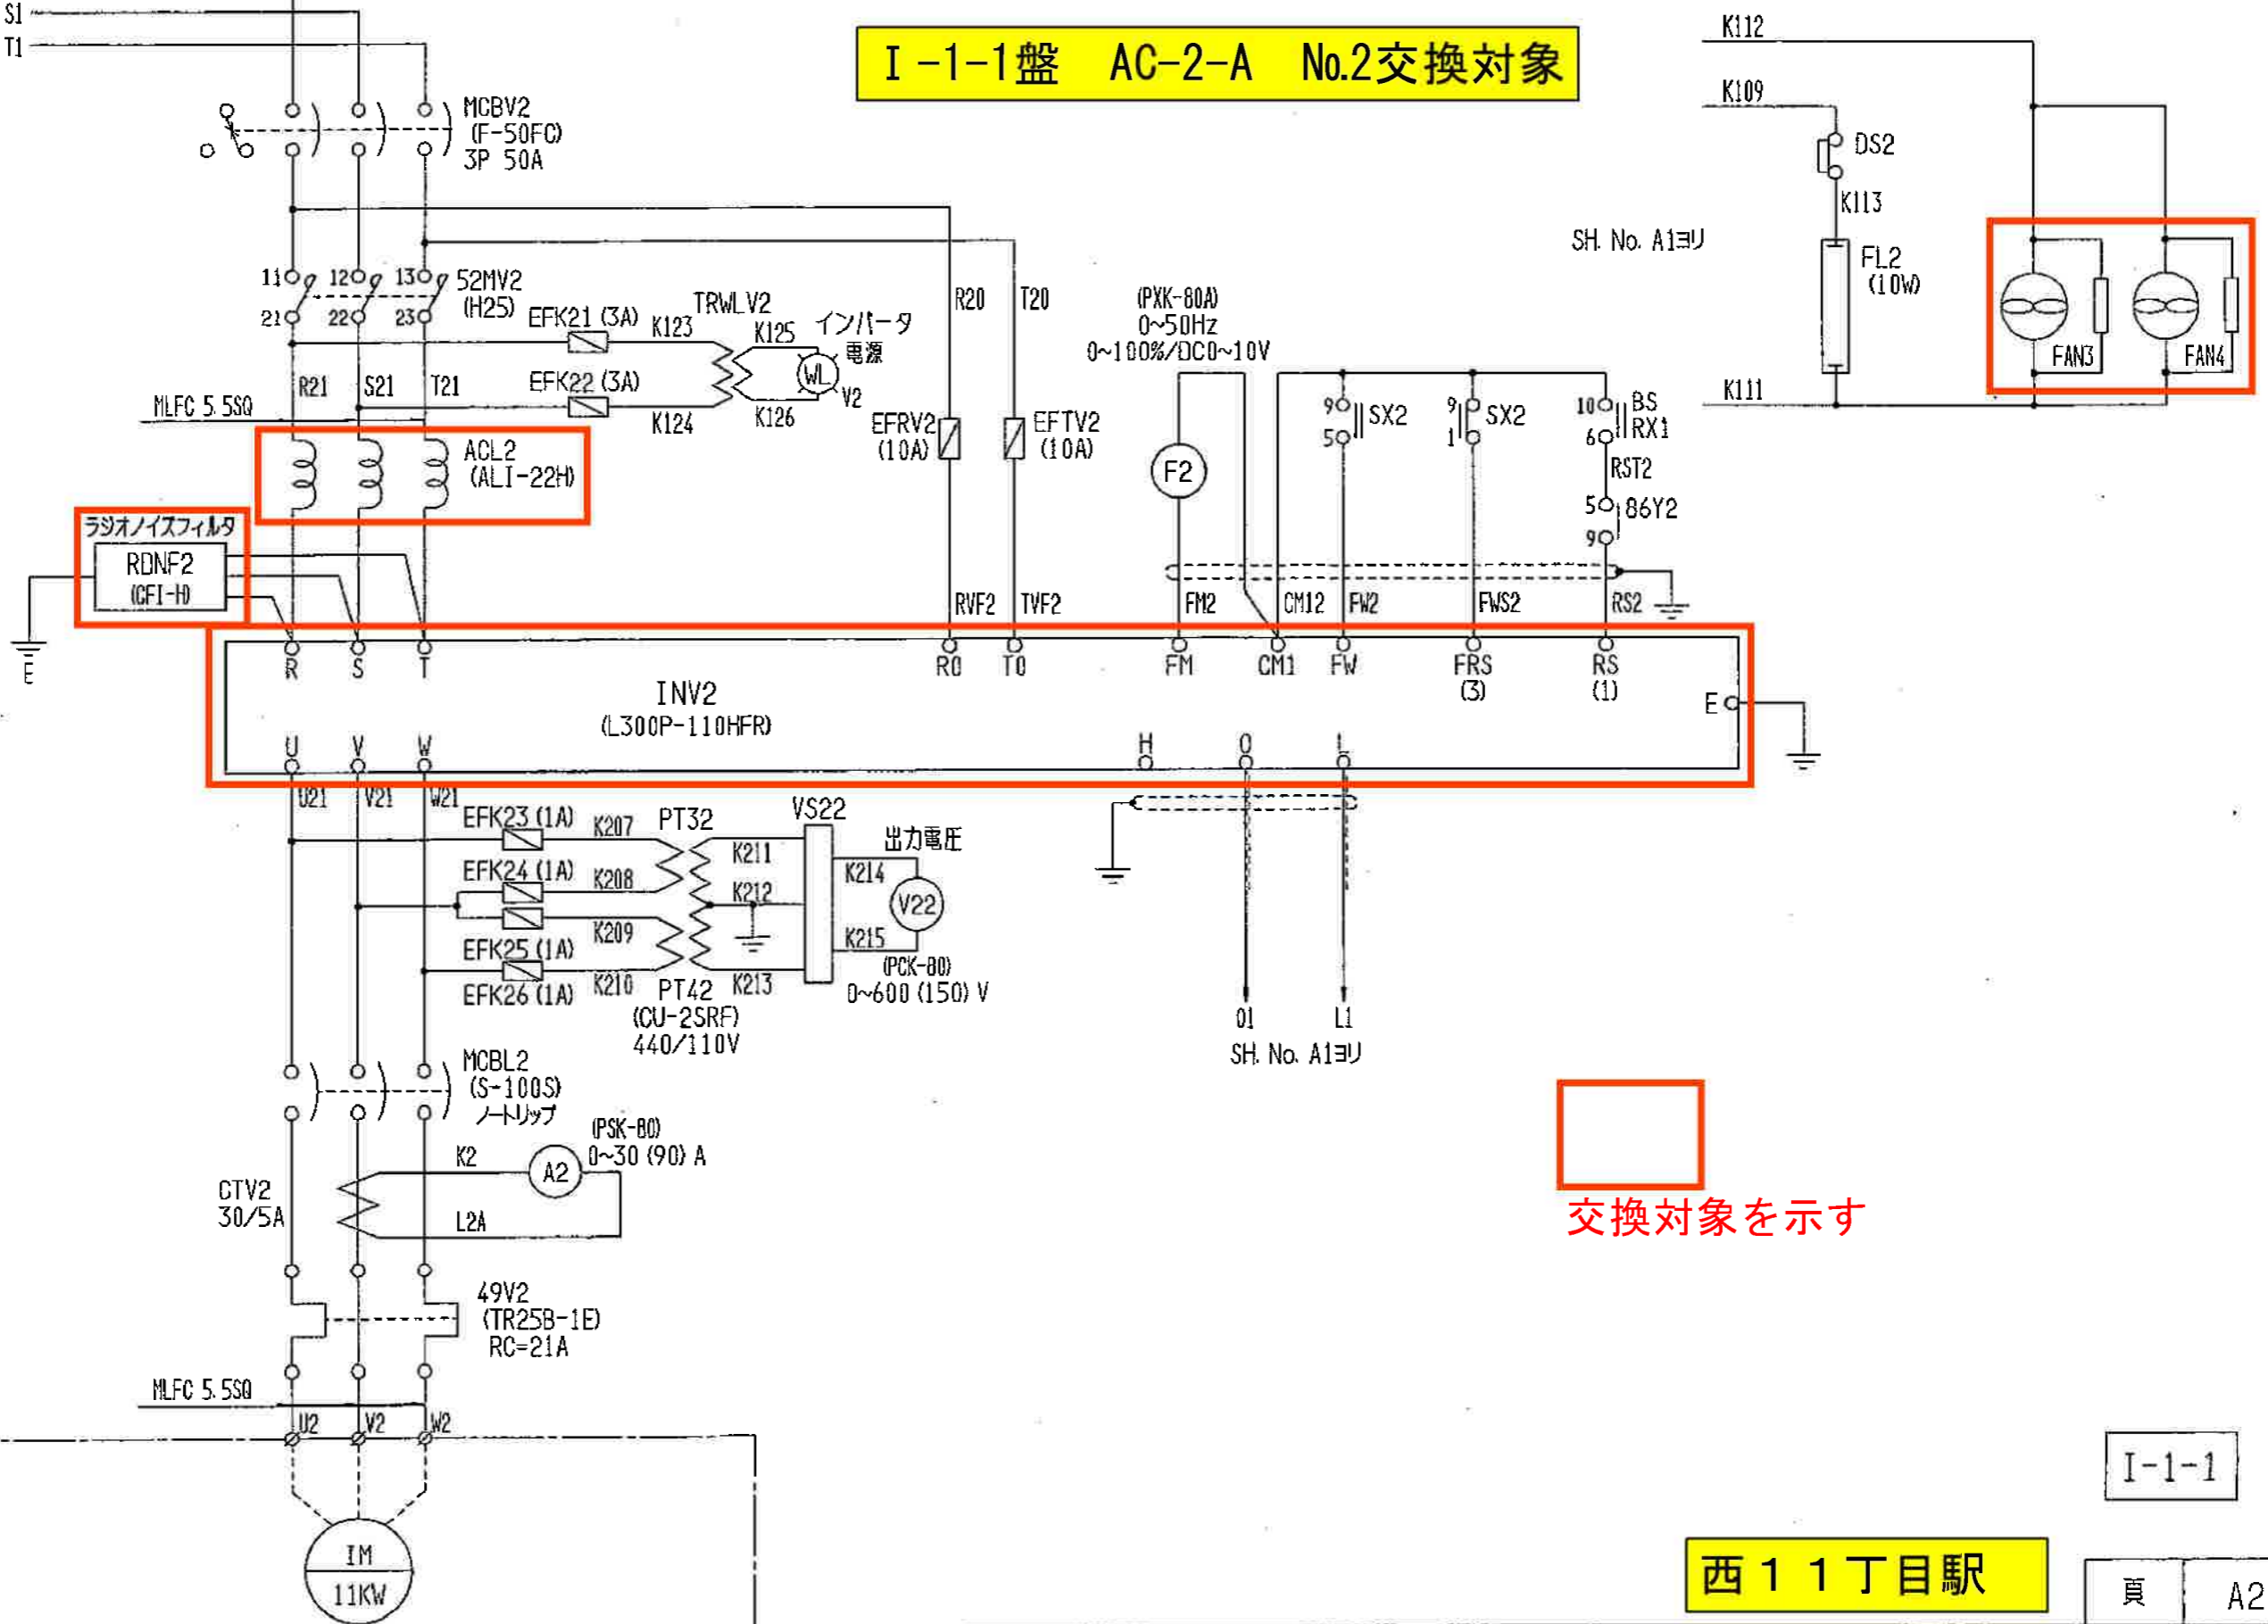 S1
T1
Ⅰ-1-1盤 AC-2-A No.2交換対象
K112
K109
MCBV2
(F-50FC)
3P 50A
DS2
K113
SH. No. A1ヨリ
FL2
(10W)
FAN3
FAN4
K111
11 12 13
52MV2
(H25)
21 22 23
EFK21 (3A)
K123
TRWLV2
K125
インバータ
電源
WL
V2
R20
T20
(PXK-80A)
0~50Hz
0~100%/DC0~10V
R21 S21 T21
EFK22 (3A)
K124
K126
MLFC 5.5SQ
EFRV2
(10A)
EFTV2
(10A)
9
5
SX2
9
1
SX2
10
6
BS
RX1
ACL2
(ALI-22H)
F2
RST2
5
9
86Y2
ラジオノイズフィルタ
RDNF2
(CFI-H)
E
RVF2
TVF2
FM2
CM12
FW2
FWS2
RS2
R S T R0 T0 FM CM1 FW FRS RS
(3) (1)
INV2
(L300P-110HFR)
E
U V W H O L
U21 V21 W21
EFK23 (1A)
K207
PT32
VS22
K211
出力電圧
EFK24 (1A)
K208
K212
K214
V22
K209
K215
EFK25 (1A)
(PCK-80)
0~600 (150) V
EFK26 (1A)
K210
PT42
K213
(CU-2SRF)
440/110V
O1 L1
SH. No. A1ヨリ
MCBL2
(S-100S)
ノートリップ
(PSK-80)
0~30 (90) A
K2
A2
CTV2
30/5A
L2A
交換対象を示す
49V2
(TR25B-1E)
RC=21A
MLFC 5.5SQ
U2 V2 W2
I-1-1
IM
11KW
西11丁目駅
頁 A2